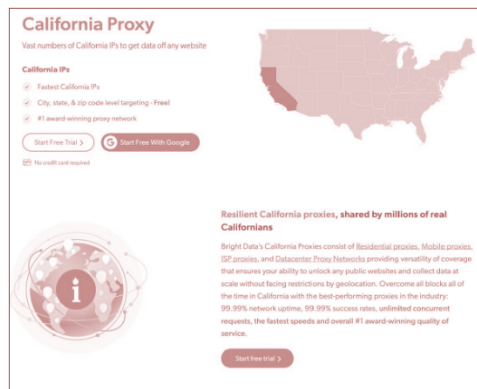 California Proxy
Vast numbers of California IPs to get data off any website
California IPs
Fastest California IPs
City, state, & zip code level targeting - Free!
#1 award-winning proxy network
Start Free Trial
G Start Free With Google
No credit card required
Resilient California proxies, shared by millions of real
Californians
Bright Data's California Proxies consist of Residential proxies, Mobile proxies,
ISP proxies, and Datacenter Proxy Networks providing versatility of coverage
that ensures your ability to unlock any public websites and collect data at
scale without facing restrictions by geolocation. Overcome all blocks all of
the time in California with the best-performing proxies in the industry:
99.99% network uptime, 99.99% success rates, unlimited concurrent
requests, the fastest speeds and overall #1 award-winning quality of
service.
i
Start free trial